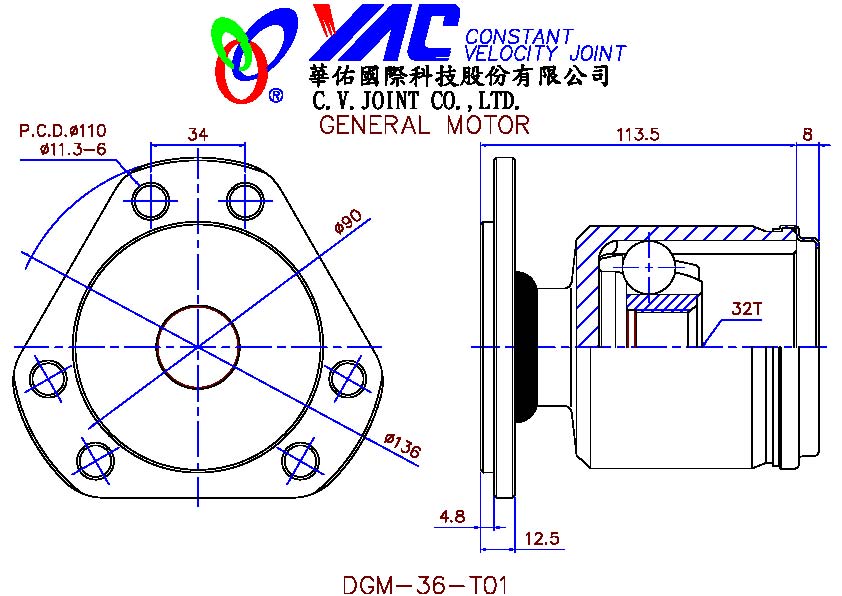 YAC CONSTANT
VELOCITY JOINT
®
華佑國際科技股份有限公司
C.V.JOINT CO.,LTD.
GENERAL MOTOR
P.C.D.ø110
ø11.3-6
34
113.5
8
ø90
32T
ø136
4.8
12.5
DGM-36-T01